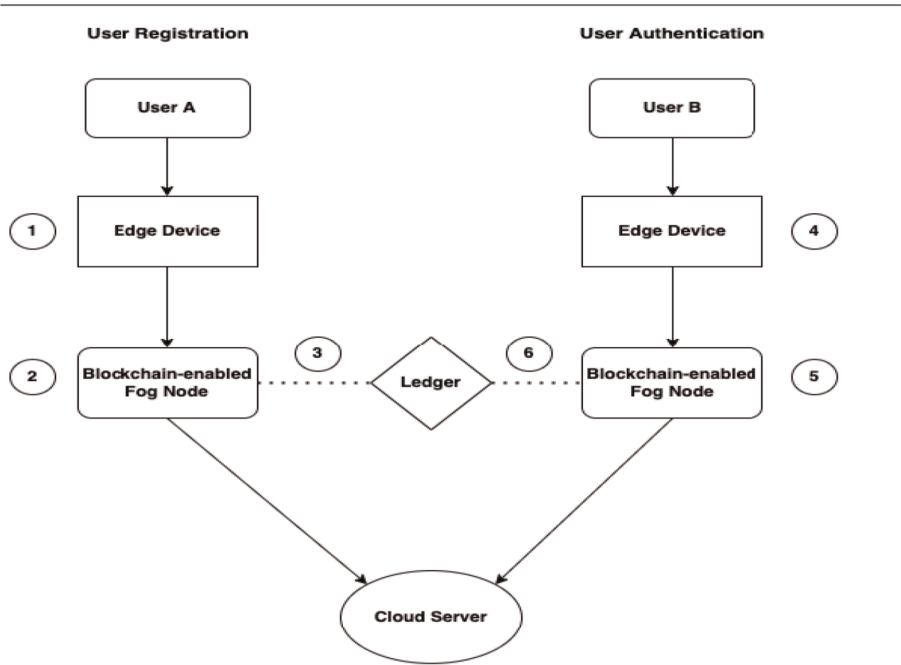 User Registration
User Authentication
User A
User B
1
Edge Device
Edge Device
4
2
Blockchain-enabled
Fog Node
3
Ledger
6
Blockchain-enabled
Fog Node
5
Cloud Server